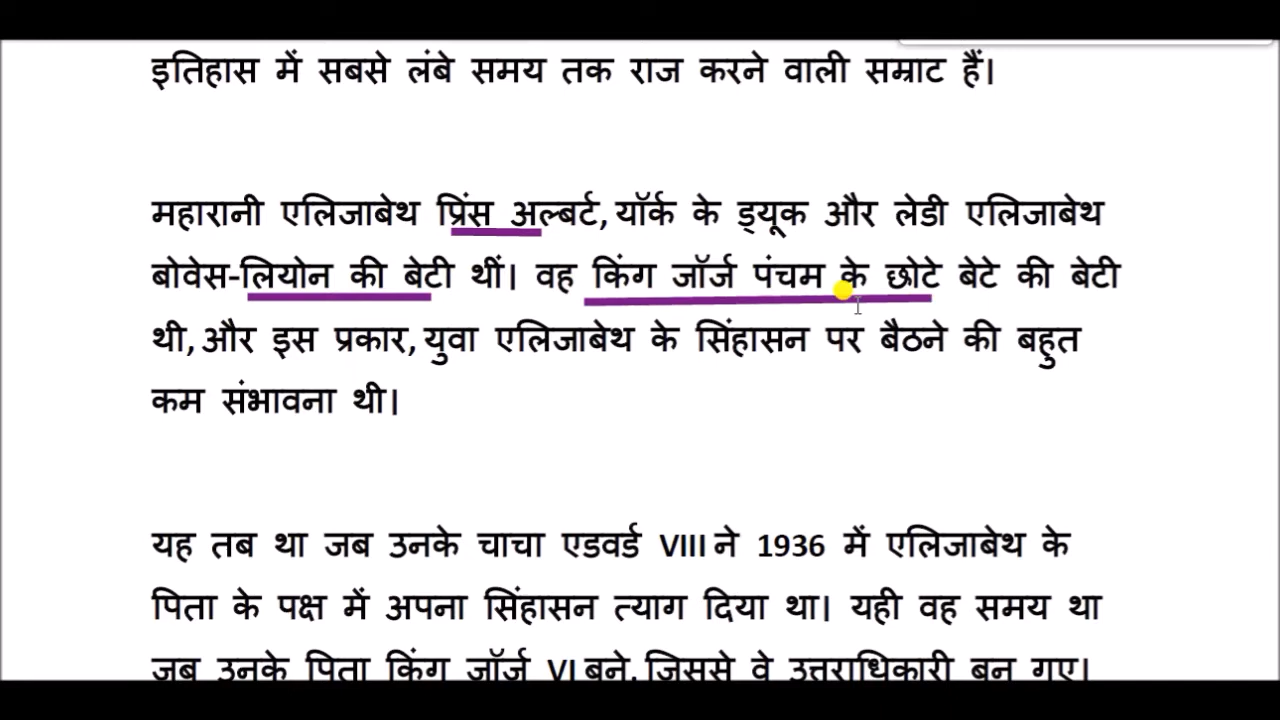 इतिहास में सबसे लंबे समय तक राज करने वाली सम्राट हैं।
महारानी एलिजाबेथ प्रिंस अल्बर्ट, यॉर्क के ड्यूक और लेडी एलिजाबेथ
बोवेस-लियोन की बेटी थीं। वह किंग जॉर्ज पंचम के छोटे बेटे की बेटी
थी, और इस प्रकार, युवा एलिजाबेथ के सिंहासन पर बैठने की बहुत
कम संभावना थी।
यह तब था जब उनके चाचा एडवर्ड VIII ने 1936 में एलिजाबेथ के
पिता के पक्ष में अपना सिंहासन त्याग दिया था। यही वह समय था
जब उनके पिता किंग जॉर्ज VI बने, जिससे वे उत्तराधिकारी बन गए।